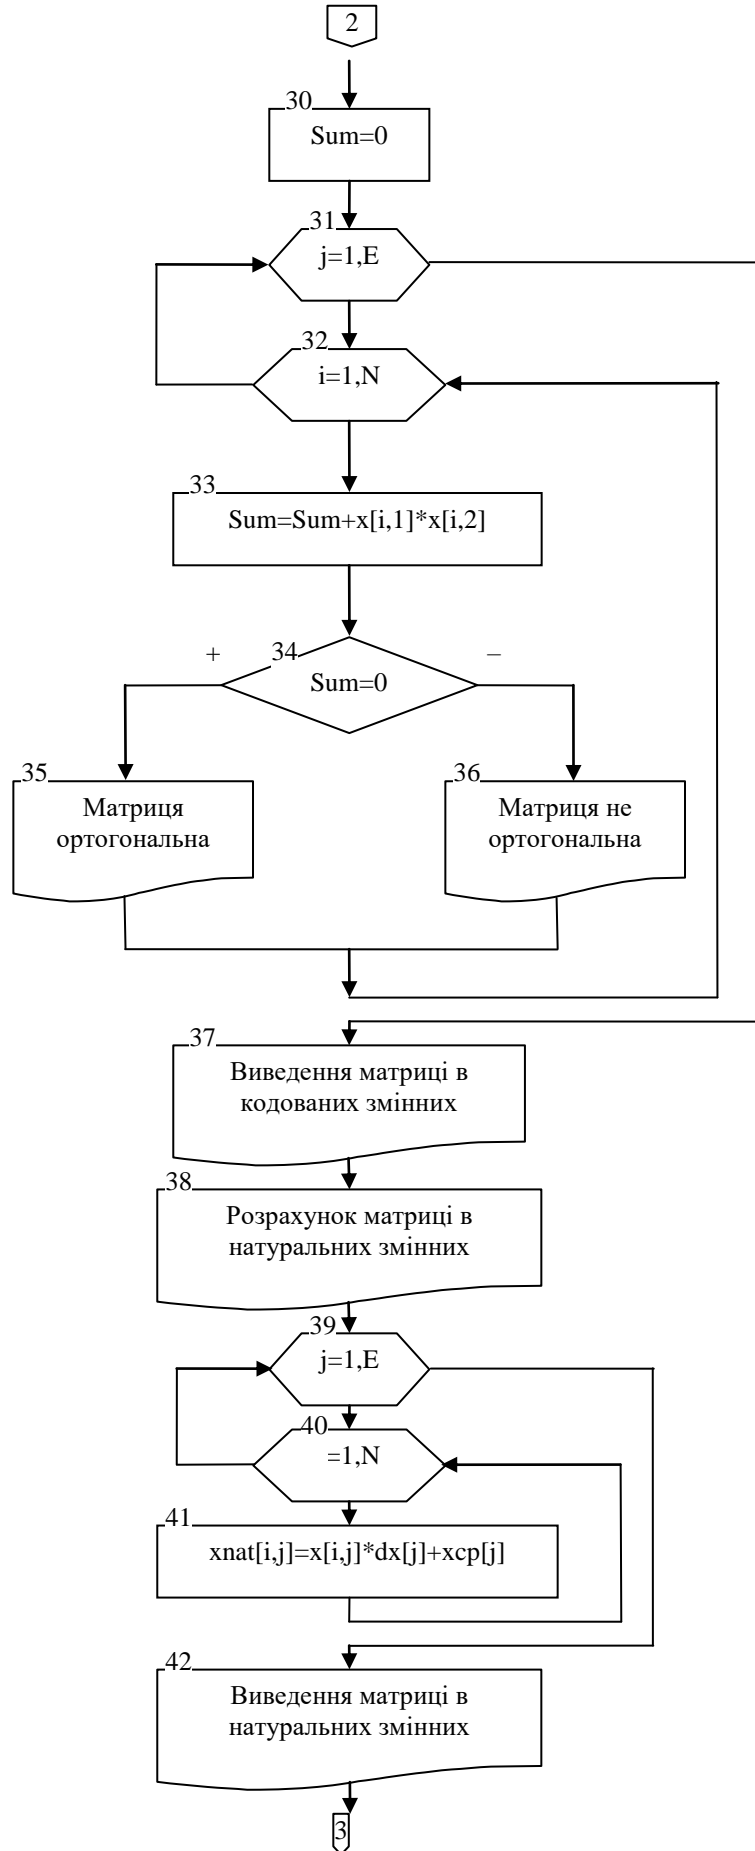 2
30
Sum=0
31
j=1,E
32
i=1,N
33
Sum=Sum+x[i,1]*x[i,2]
+
34
–
Sum=0
35
Матриця
ортогональна
36
Матриця не
ортогональна
37
Виведення матриці в
кодованих змінних
38
Розрахунок матриці в
натуральних змінних
39
j=1,E
40
=1,N
41
xnat[i,j]=x[i,j]*dx[j]+xcp[j]
42
Виведення матриці в
натуральних змінних
3